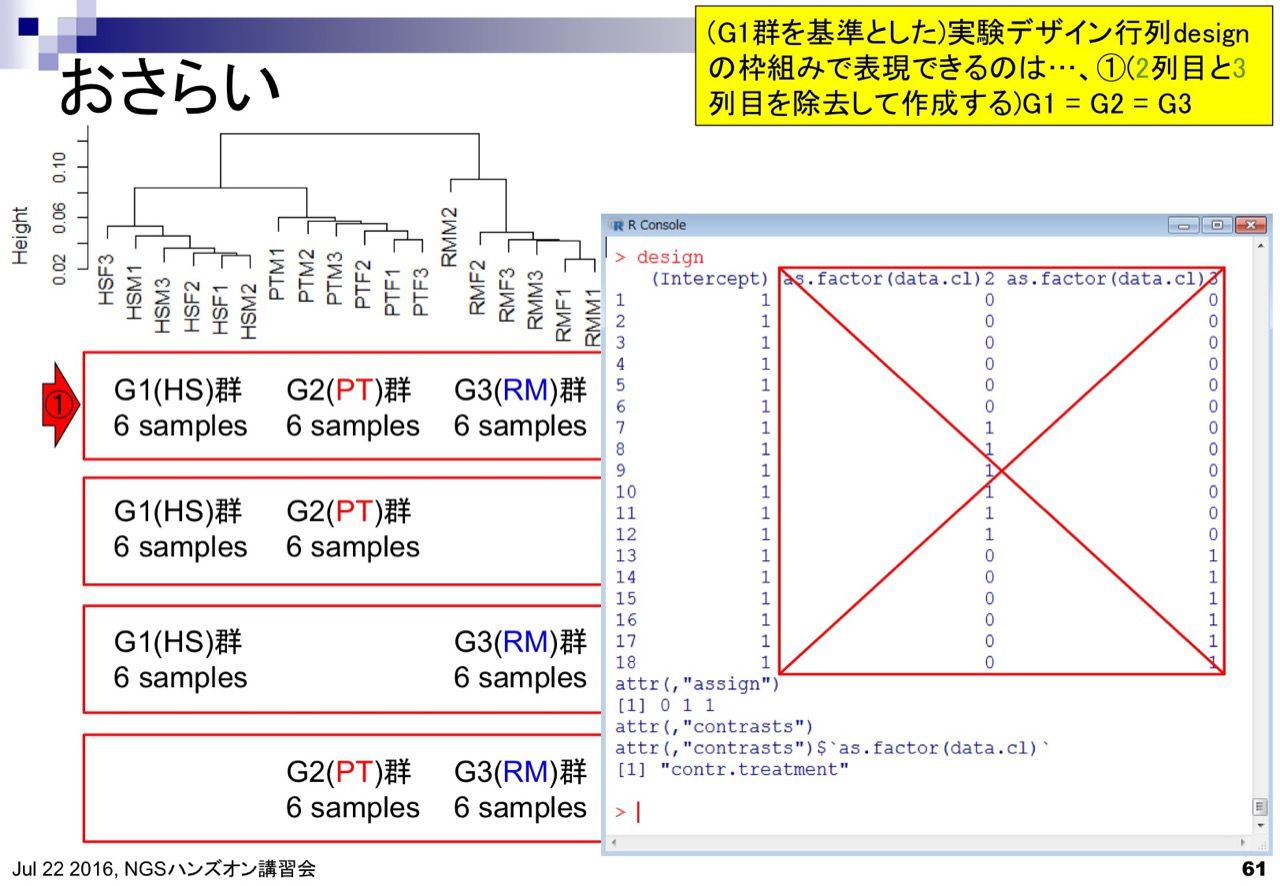 (G1群を基準とした)実験デザイン行列design
の枠組みで表現できるのは…、①(2列目と3
列目を除去して作成する)G1 = G2 = G3
おさらい
Height
0.02 0.06 0.10
HSF3
HSM1
HSM3
HSF2
HSF1
HSM2
PTM1
PTM2
PTM3
PTF2
PTF1
PTF3
RMM2
RMF2
RMF3
RMM3
RMF1
RMM1
①
G1(HS)群 G2(PT)群 G3(RM)群
6 samples 6 samples 6 samples
G1(HS)群 G2(PT)群
6 samples 6 samples
G1(HS)群 G3(RM)群
6 samples 6 samples
G2(PT)群 G3(RM)群
6 samples 6 samples
R Console
> design
(Intercept) as.factor(data.cl)2 as.factor(data.cl)3
1 1 0 0
2 1 0 0
3 1 0 0
4 1 0 0
5 1 0 0
6 1 0 0
7 1 1 0
8 1 1 0
9 1 1 0
10 1 1 0
11 1 1 0
12 1 1 0
13 1 0 1
14 1 0 1
15 1 0 1
16 1 0 1
17 1 0 1
18 1 0 1
attr(,"assign")
[1] 0 1 1
attr(,"contrasts")
attr(,"contrasts")$`as.factor(data.cl)`
[1] "contr.treatment"
>
Jul 22 2016, NGSハンズオン講習会
61